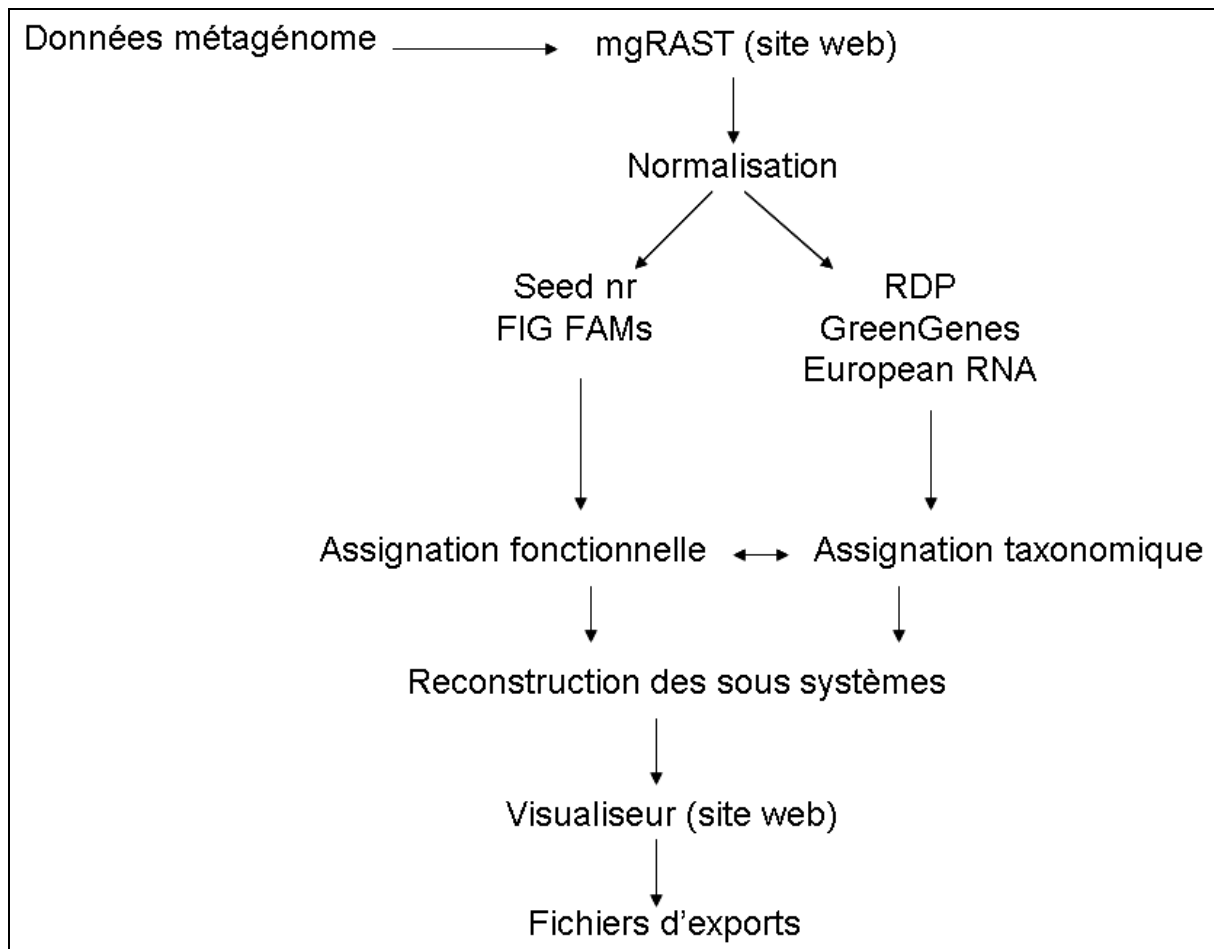 Données métagénome
mgRAST (site web)
Normalisation
Seed nr
FIG FAMs
RDP
GreenGenes
European RNA
Assignation fonctionnelle
Assignation taxonomique
Reconstruction des sous systèmes
Visualiseur (site web)
Fichiers d'exports